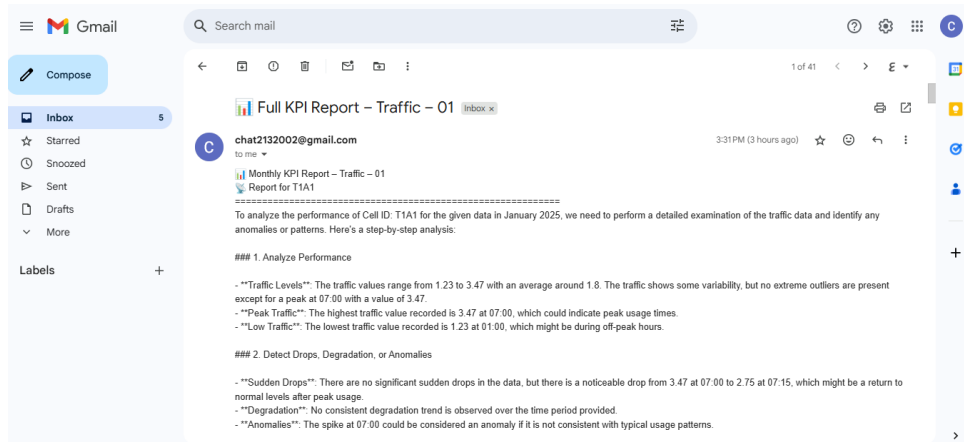 Gmail
Search mail
C
Compose
1 of 41
ع
31
Inbox 5
Starred
Snoozed
Sent
Drafts
More
Labels
📊 Full KPI Report – Traffic – 01 Inbox x
C
chat2132002@gmail.com
3:31 PM (3 hours ago)
to me
📊 Monthly KPI Report – Traffic – 01
📡 Report for T1A1
============================================================
To analyze the performance of Cell ID: T1A1 for the given data in January 2025, we need to perform a detailed examination of the traffic data and identify any
anomalies or patterns. Here's a step-by-step analysis:
### 1. Analyze Performance
- **Traffic Levels**: The traffic values range from 1.23 to 3.47 with an average around 1.8. The traffic shows some variability, but no extreme outliers are present
except for a peak at 07:00 with a value of 3.47.
- **Peak Traffic**: The highest traffic value recorded is 3.47 at 07:00, which could indicate peak usage times.
- **Low Traffic**: The lowest traffic value recorded is 1.23 at 01:00, which might be during off-peak hours.
### 2. Detect Drops, Degradation, or Anomalies
- **Sudden Drops**: There are no significant sudden drops in the data, but there is a noticeable drop from 3.47 at 07:00 to 2.75 at 07:15, which might be a return to
normal levels after peak usage.
- **Degradation**: No consistent degradation trend is observed over the time period provided.
- **Anomalies**: The spike at 07:00 could be considered an anomaly if it is not consistent with typical usage patterns.